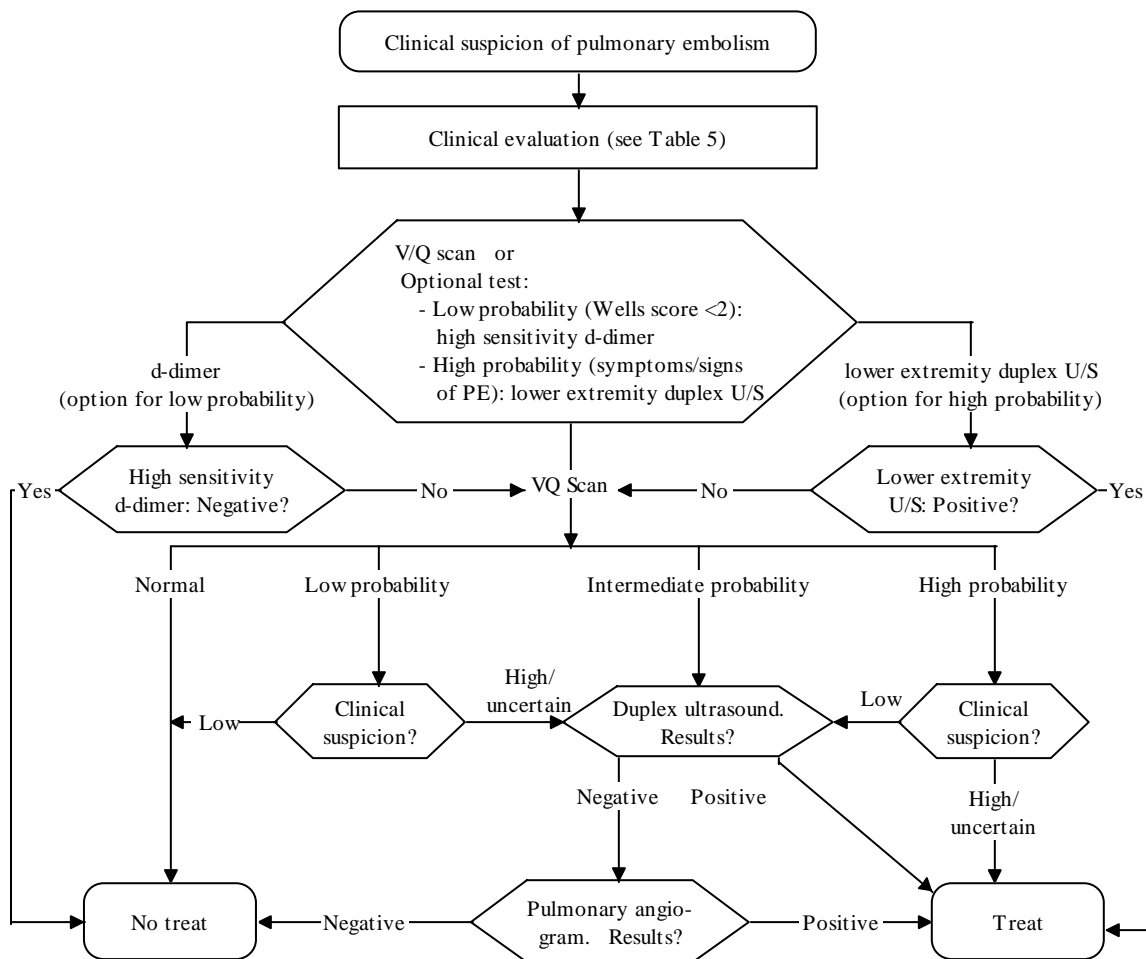 Clinical suspicion of pulmonary embolism
Clinical evaluation (see Table 5)
V/Q scan or
Optional test:
- Low probability (Wells score <2):
high sensitivity d-dimer
- High probability (symptoms/signs
of PE): lower extremity duplex U/S
d-dimer
(option for low probability)
lower extremity duplex U/S
(option for high probability)
Yes
High sensitivity
d-dimer: Negative?
No
VQ Scan
No
Lower extremity
U/S: Positive?
Yes
Normal
Low probability
Intermediate probability
High probability
Low
Clinical
suspicion?
High/
uncertain
Duplex ultrasound.
Results?
Low
Clinical
suspicion?
Negative
Positive
High/
uncertain
No treat
Negative
Pulmonary angio-
gram. Results?
Positive
Treat